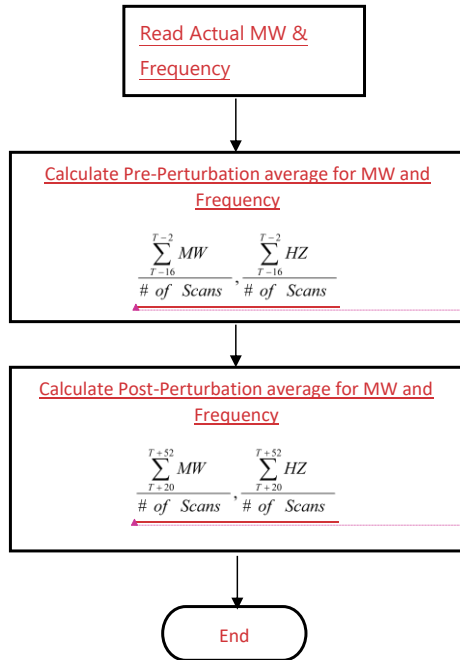 Read Actual MW &
Frequency
Calculate Pre-Perturbation average for MW and
Frequency
T−2 T−2
∑ MW ∑ HZ
T−16 T−16
# of Scans , # of Scans
Calculate Post-Perturbation average for MW and
Frequency
T+52 T+52
∑ MW ∑ HZ
T+20 T+20
# of Scans , # of Scans
End